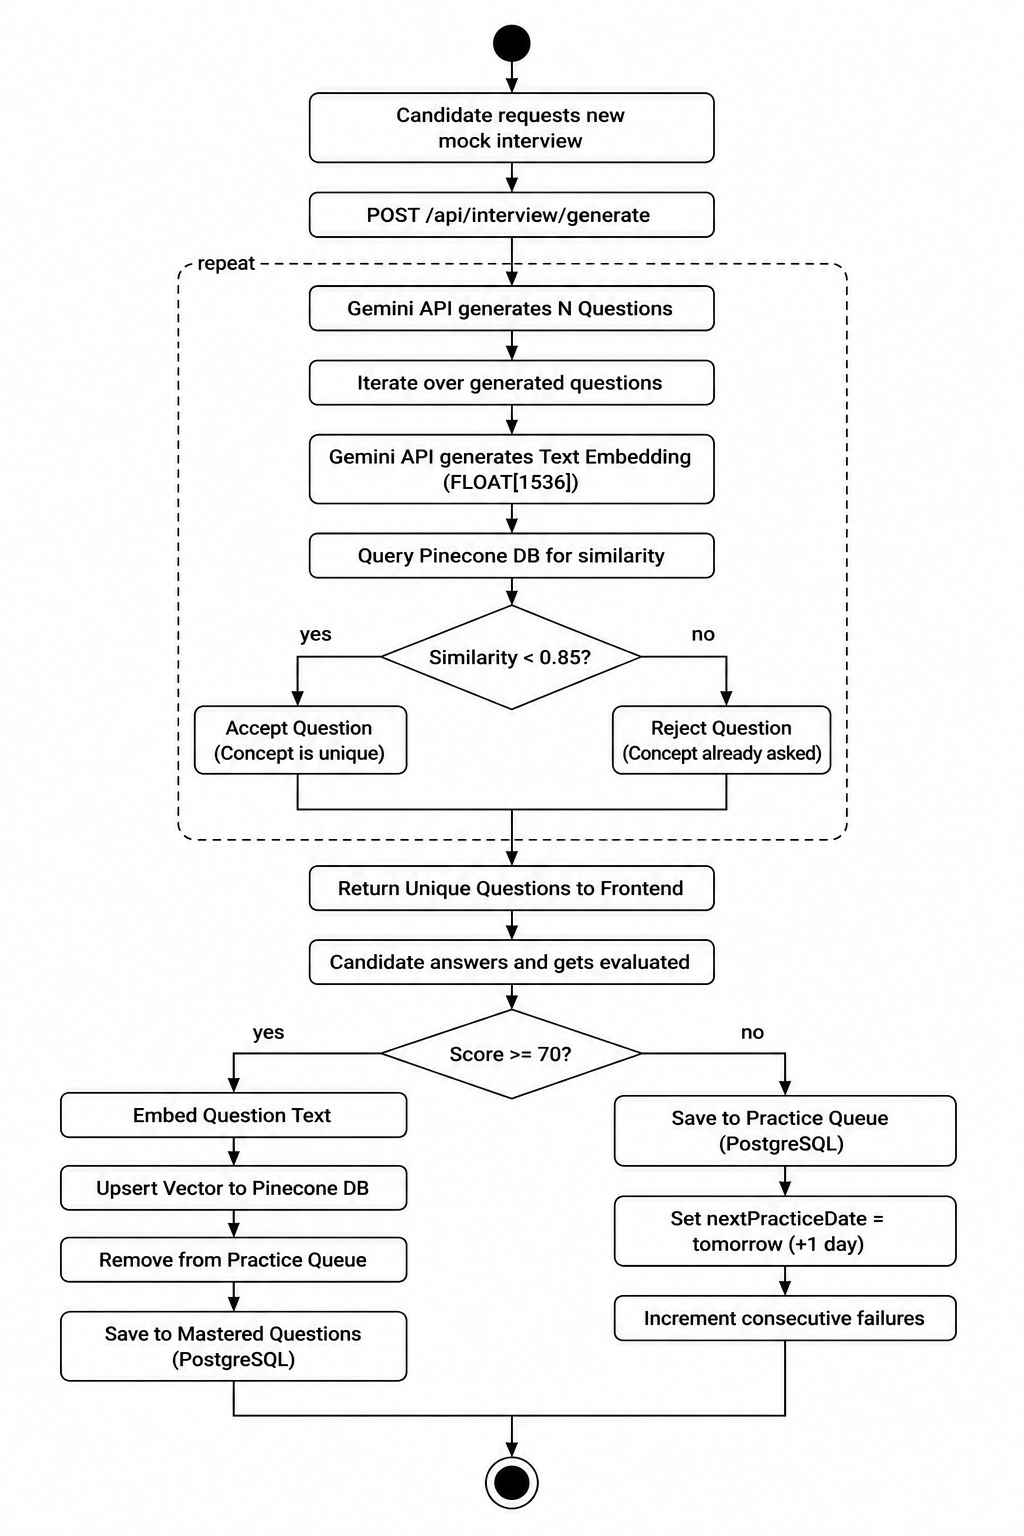 Candidate requests new
mock interview
POST /api/interview/generate
repeat
Gemini API generates N Questions
Iterate over generated questions
Gemini API generates Text Embedding
(FLOAT[1536])
Query Pinecone DB for similarity
yes
Similarity < 0.85?
no
Accept Question
(Concept is unique)
Reject Question
(Concept already asked)
Return Unique Questions to Frontend
Candidate answers and gets evaluated
yes
Score >= 70?
no
Embed Question Text
Upsert Vector to Pinecone DB
Remove from Practice Queue
Save to Mastered Questions
(PostgreSQL)
Save to Practice Queue
(PostgreSQL)
Set nextPracticeDate =
tomorrow (+1 day)
Increment consecutive failures